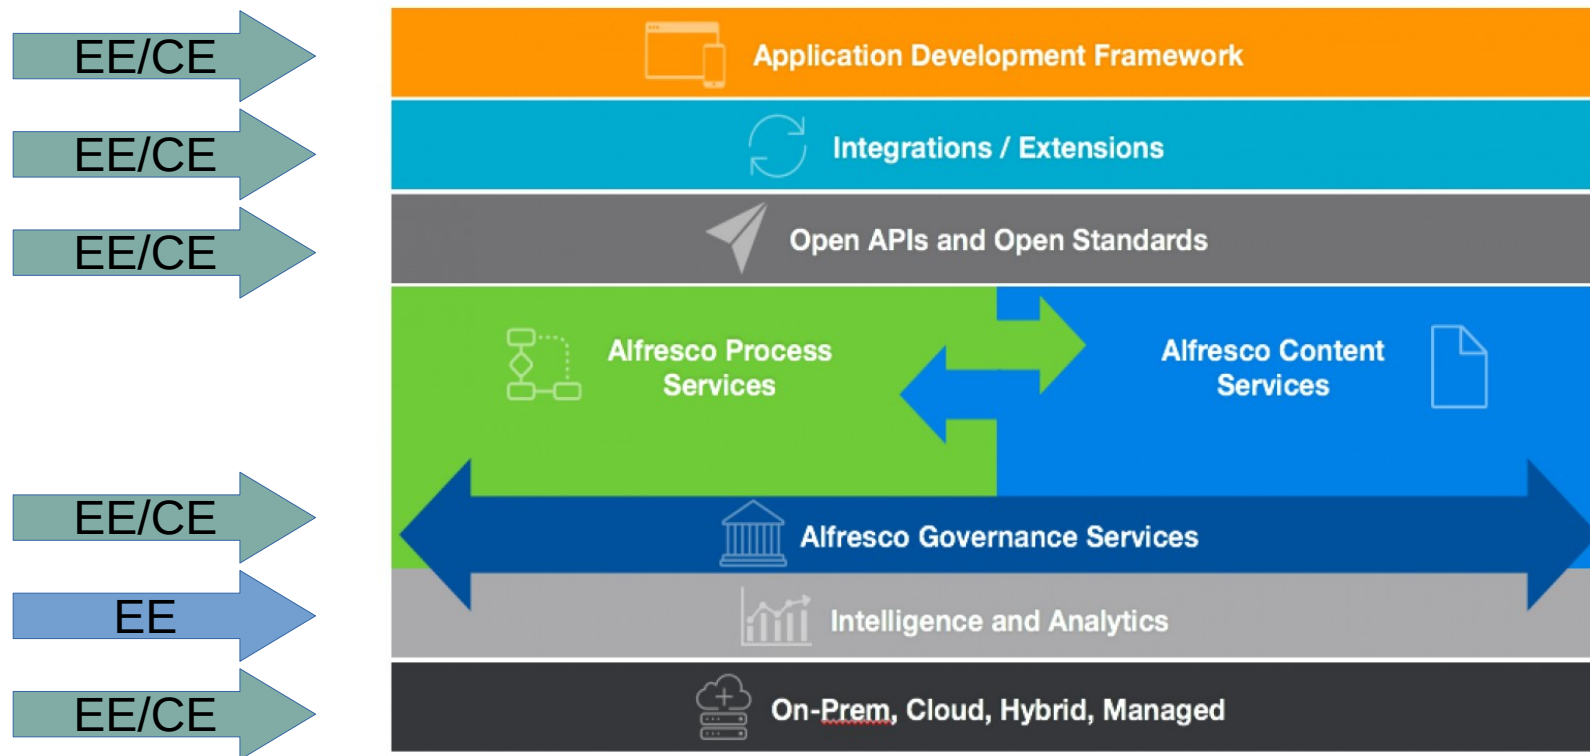 EE/CE
Application Development Framework
EE/CE
Integrations / Extensions
EE/CE
Open APIs and Open Standards
Alfresco Process
Services
Alfresco Content
Services
EE/CE
Alfresco Governance Services
EE
Intelligence and Analytics
EE/CE
On-Prem, Cloud, Hybrid, Managed